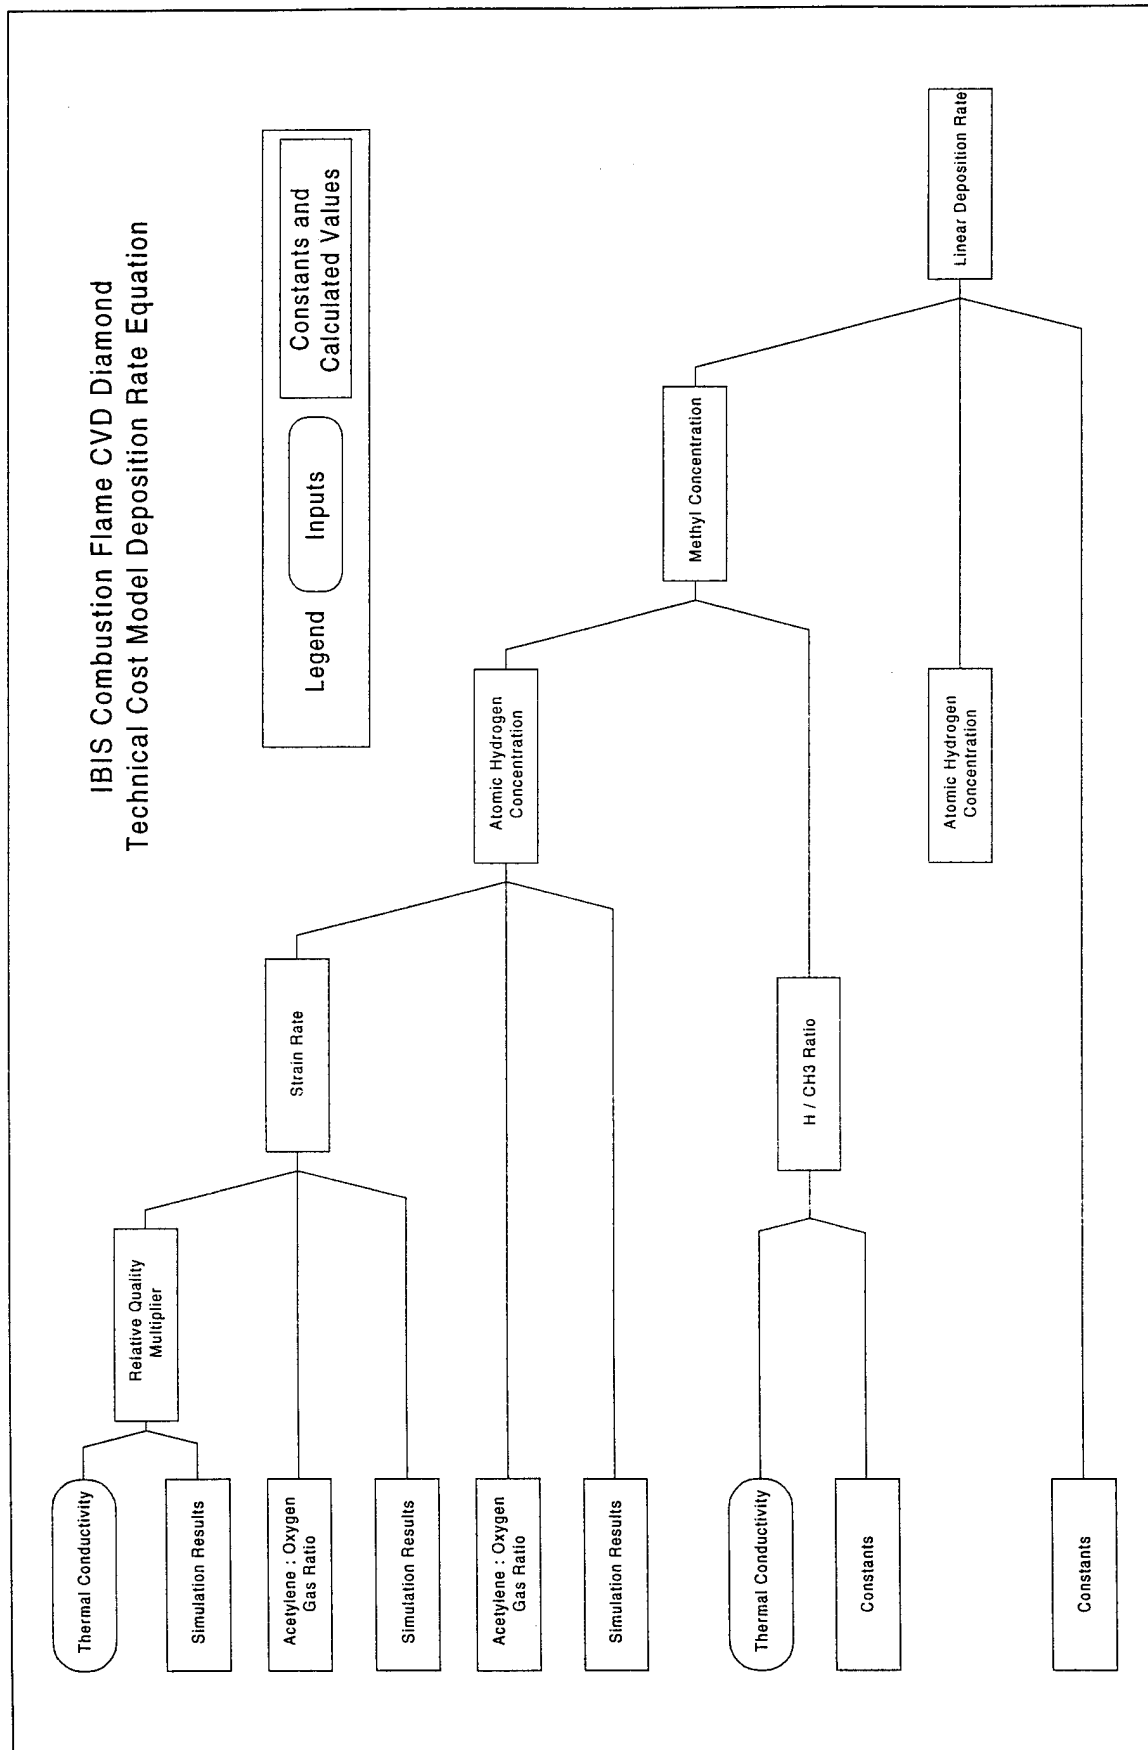 IBIS Combustion Flame CVD Diamond
Technical Cost Model Deposition Rate Equation
Legend
Inputs
Constants and
Calculated Values
Thermal Conductivity
Simulation Results
Relative Quality
Multiplier
Acetylene : Oxygen
Gas Ratio
Simulation Results
Strain Rate
Acetylene : Oxygen
Gas Ratio
Simulation Results
Atomic Hydrogen
Concentration
Thermal Conductivity
Constants
H / CH3 Ratio
Methyl Concentration
Atomic Hydrogen
Concentration
Constants
Linear Deposition Rate